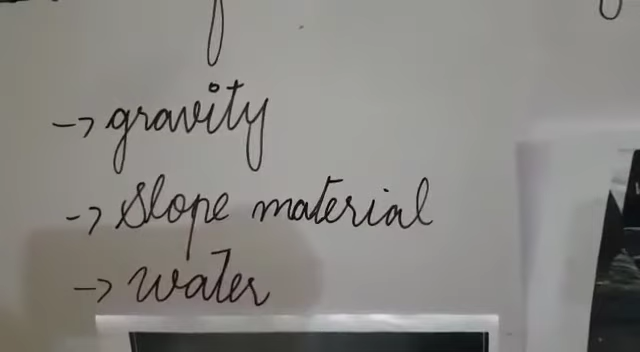 → gravity
→ slope material
→ water